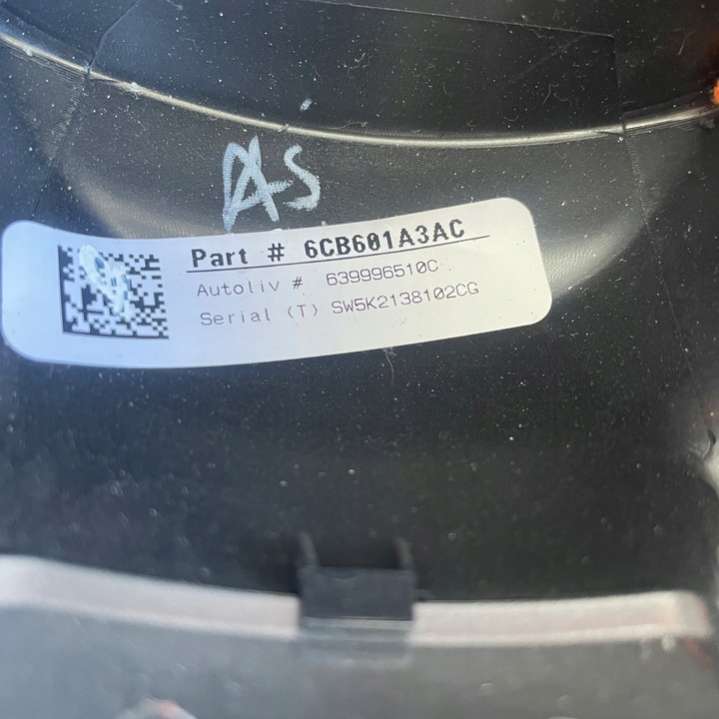 AS
Part # 6CB601A3AC
Autoliv # 639996510C
Serial (T) SW5K2138102CG